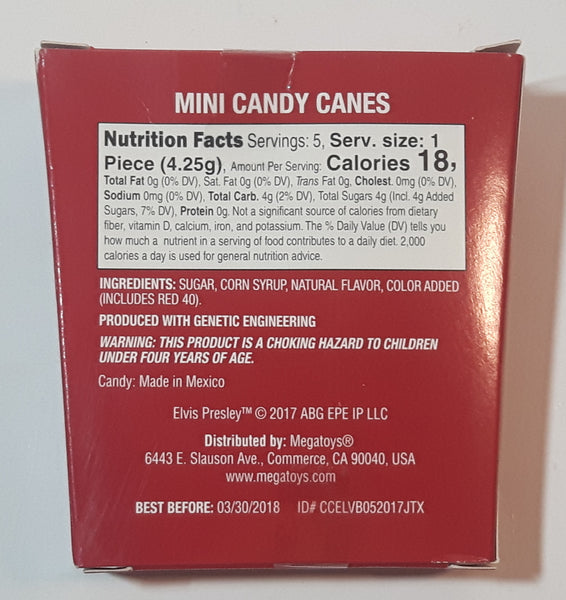 MINI CANDY CANES
Nutrition Facts Servings: 5, Serv. size: 1
Piece (4.25g), Amount Per Serving: Calories 18,
Total Fat 0g (0% DV), Sat. Fat 0g (0% DV), Trans Fat 0g, Cholest. 0mg (0% DV),
Sodium 0mg (0% DV), Total Carb. 4g (2% DV), Total Sugars 4g (Incl. 4g Added
Sugars, 7% DV), Protein 0g. Not a significant source of calories from dietary
fiber, vitamin D, calcium, iron, and potassium. The % Daily Value (DV) tells you
how much a nutrient in a serving of food contributes to a daily diet. 2,000
calories a day is used for general nutrition advice.
INGREDIENTS: SUGAR, CORN SYRUP, NATURAL FLAVOR, COLOR ADDED
(INCLUDES RED 40).
PRODUCED WITH GENETIC ENGINEERING
WARNING: THIS PRODUCT IS A CHOKING HAZARD TO CHILDREN
UNDER FOUR YEARS OF AGE.
Candy: Made in Mexico
Elvis Presley™ © 2017 ABG EPE IP LLC
Distributed by: Megatoys®
6443 E. Slauson Ave., Commerce, CA 90040, USA
www.megatoys.com
BEST BEFORE: 03/30/2018 ID# CCELVB052017JTX